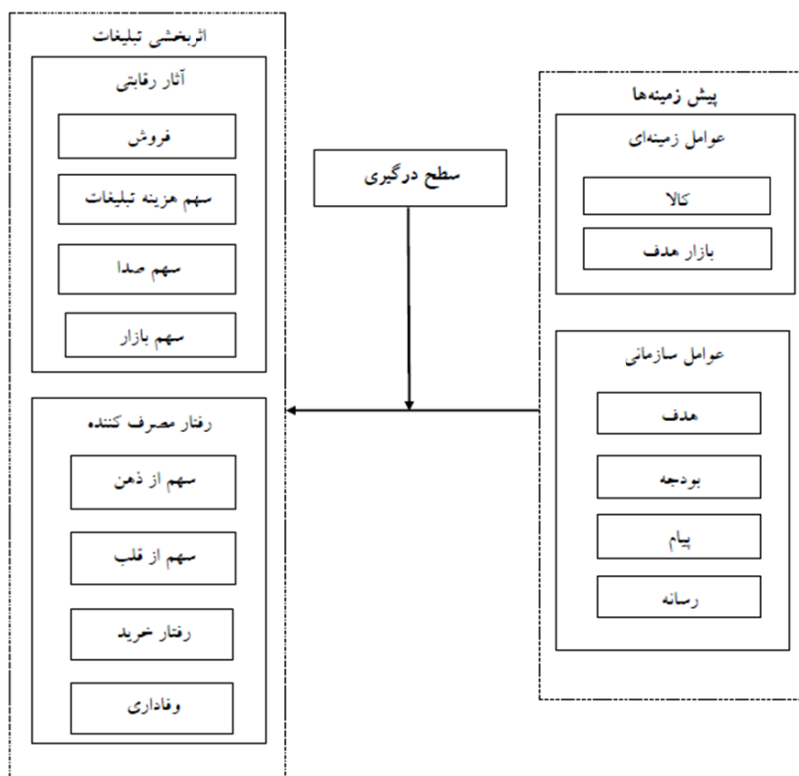 پیش زمینه‌ها
عوامل زمینه‌ای
کالا
بازار هدف
عوامل سازمانی
هدف
بودجه
پیام
رسانه
سطح درگیری
اثربخشی تبلیغات
آثار رقابتی
فروش
سهم هزینه تبلیغات
سهم صدا
سهم بازار
رفتار مصرف کننده
سهم از ذهن
سهم از قلب
رفتار خرید
وفاداری